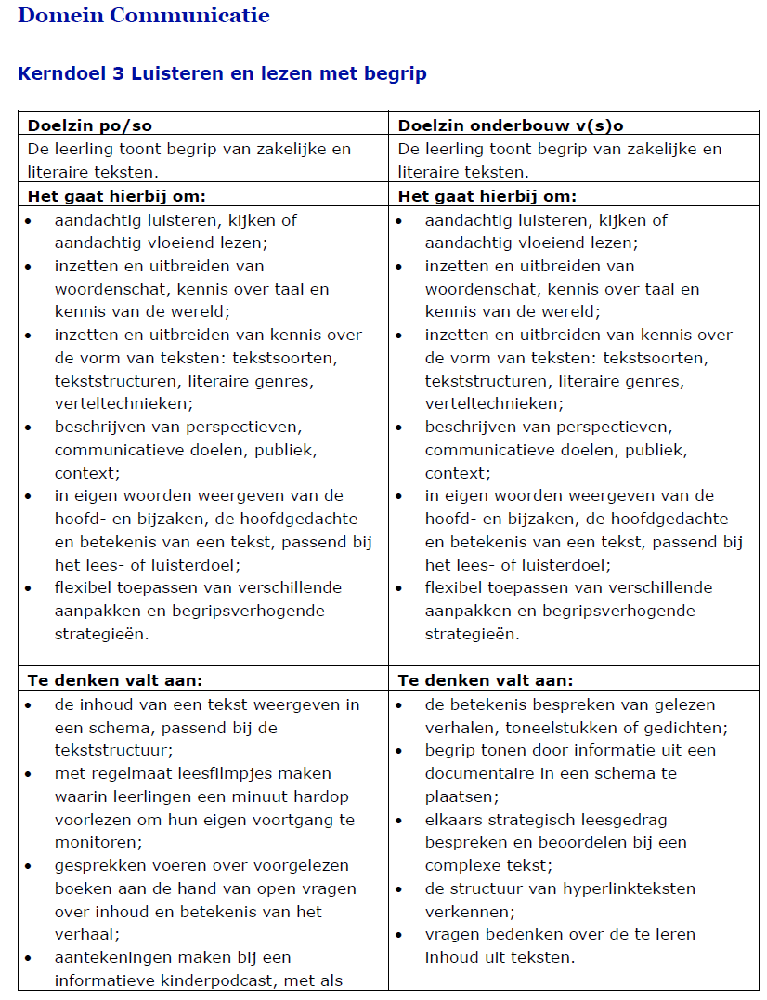 Domein Communicatie
Kerndoel 3 Luisteren en lezen met begrip
Doelzin po/so
De leerling toont begrip van zakelijke en
literaire teksten.
Het gaat hierbij om:
• aandachtig luisteren, kijken of
aandachtig vloeiend lezen;
• inzetten en uitbreiden van
woordenschat, kennis over taal en
kennis van de wereld;
• inzetten en uitbreiden van kennis over
de vorm van teksten: tekstsoorten,
tekststructuren, literaire genres,
verteltechnieken;
• beschrijven van perspectieven,
communicatieve doelen, publiek,
context;
• in eigen woorden weergeven van de
hoofd- en bijzaken, de hoofdgedachte
en betekenis van een tekst, passend bij
het lees- of luisterdoel;
• flexibel toepassen van verschillende
aanpakken en begripsverhogende
strategieën.
Te denken valt aan:
• de inhoud van een tekst weergeven in
een schema, passend bij de
tekststructuur;
• met regelmaat leesfilmpjes maken
waarin leerlingen een minuut hardop
voorlezen om hun eigen voortgang te
monitoren;
• gesprekken voeren over voorgelezen
boeken aan de hand van open vragen
over inhoud en betekenis van het
verhaal;
• aantekeningen maken bij een
informatieve kinderpodcast, met als
Doelzin onderbouw v(s)o
De leerling toont begrip van zakelijke en
literaire teksten.
Het gaat hierbij om:
• aandachtig luisteren, kijken of
aandachtig vloeiend lezen;
• inzetten en uitbreiden van
woordenschat, kennis over taal en
kennis van de wereld;
• inzetten en uitbreiden van kennis over
de vorm van teksten: tekstsoorten,
tekststructuren, literaire genres,
verteltechnieken;
• beschrijven van perspectieven,
communicatieve doelen, publiek,
context;
• in eigen woorden weergeven van de
hoofd- en bijzaken, de hoofdgedachte
en betekenis van een tekst, passend bij
het lees- of luisterdoel;
• flexibel toepassen van verschillende
aanpakken en begripsverhogende
strategieën.
Te denken valt aan:
• de betekenis bespreken van gelezen
verhalen, toneelstukken of gedichten;
• begrip tonen door informatie uit een
documentaire in een schema te
plaatsen;
• elkaars strategisch leesgedrag
bespreken en beoordelen bij een
complexe tekst;
• de structuur van hyperlinkteksten
verkennen;
• vragen bedenken over de te leren
inhoud uit teksten.